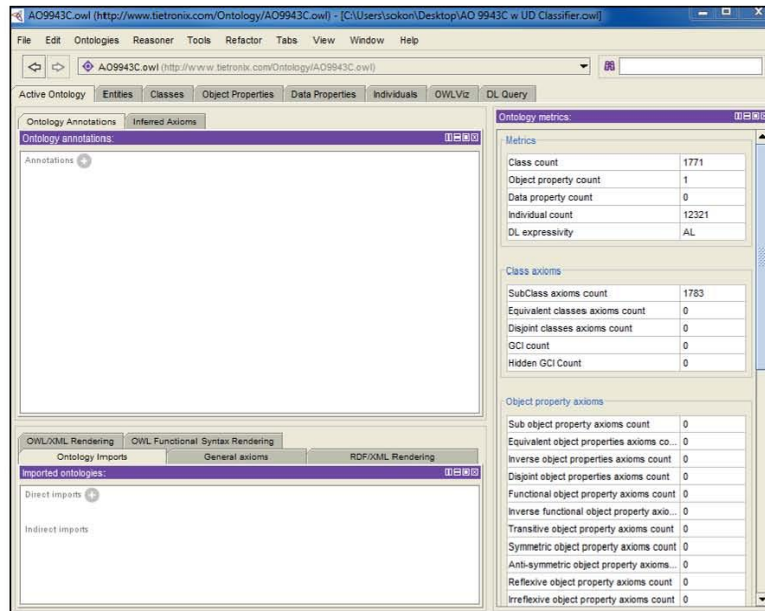 AO9943C.owl (http://www.tietronix.com/Ontology/AO9943C.owl) - [C:\Users\sokon\Desktop\AO 9943C w UD Classifier.owl]
File Edit Ontologies Reasoner Tools Refactor Tabs View Window Help
AO9943C.owl (http://www.tietronix.com/Ontology/AO9943C.owl)
Active Ontology Entities Classes Object Properties Data Properties Individuals OWLViz DL Query
Ontology Annotations Inferred Axioms
Ontology annotations:
Annotations
OWL/XML Rendering OWL Functional Syntax Rendering
Ontology Imports General axioms RDF/XML Rendering
Imported ontologies:
Direct imports
Indirect imports
Ontology metrics:
Metrics
Class count 1771
Object property count 1
Data property count 0
Individual count 12321
DL expressivity AL
Class axioms
SubClass axioms count 1783
Equivalent classes axioms count 0
Disjoint classes axioms count 0
GCI count 0
Hidden GCI Count 0
Object property axioms
Sub object property axioms count 0
Equivalent object properties axioms co... 0
Inverse object properties axioms count 0
Disjoint object properties axioms count 0
Functional object property axioms count 0
Inverse functional object property axio... 0
Transitive object property axioms count 0
Symmetric object property axioms count 0
Anti-symmetric object property axioms... 0
Reflexive object property axioms count 0
Irreflexive object property axioms count 0